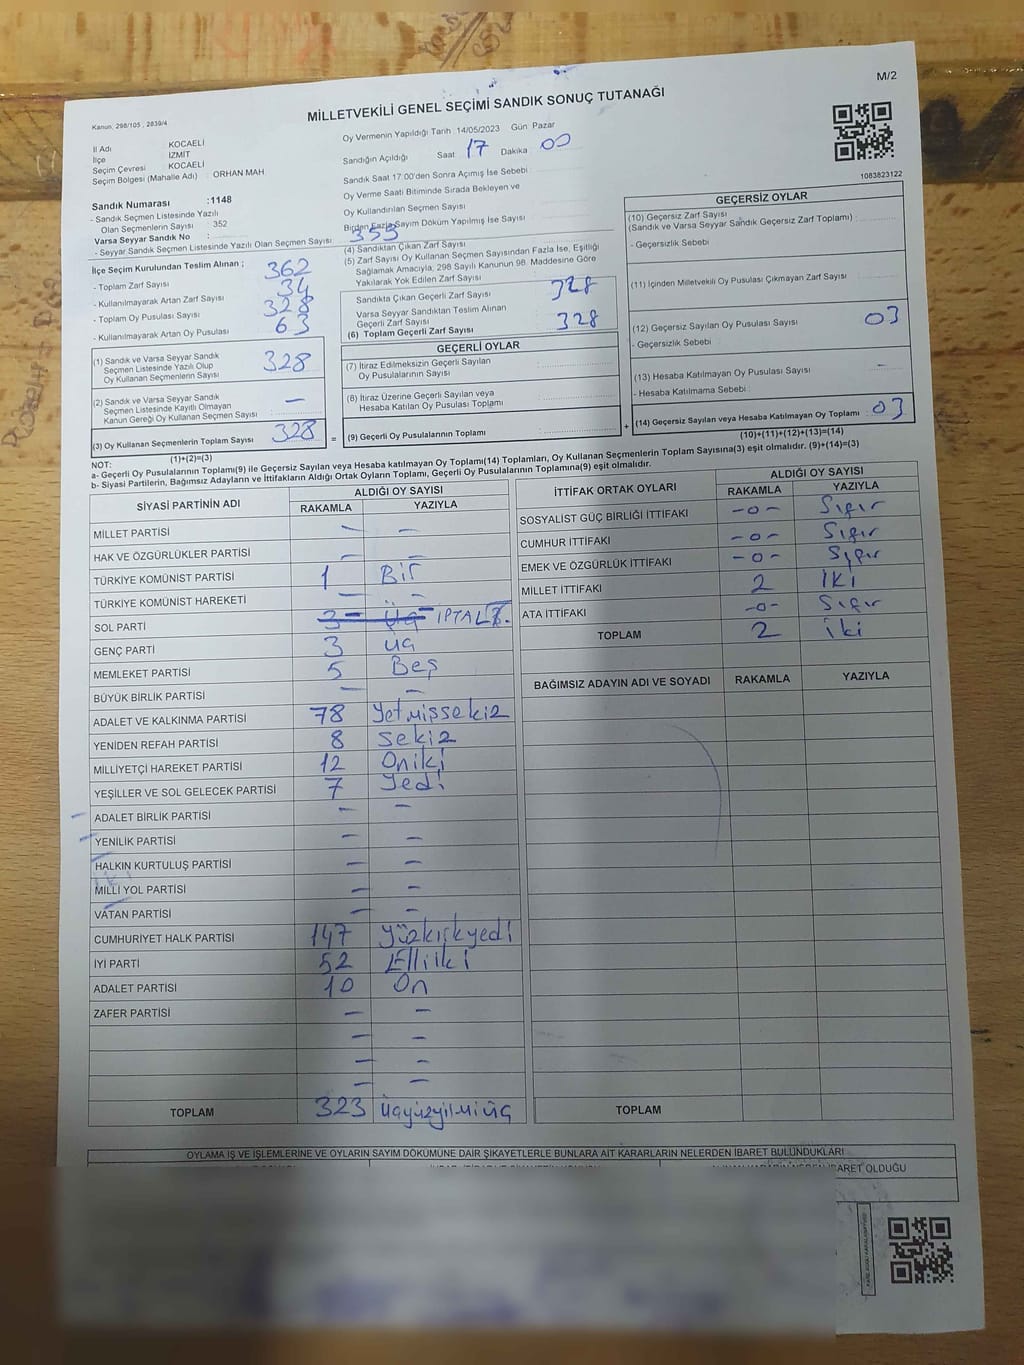 M/2
MİLLETVEKİLİ GENEL SEÇİMİ SANDIK SONUÇ TUTANAĞI
Kanun: 298/105 , 2839/4
İl Adı KOCAELİ
İlçe İZMİT
Seçim Çevresi KOCAELİ
Seçim Bölgesi (Mahalle Adı) : ORHAN MAH
Sandık Numarası :1148
- Sandık Seçmen Listesinde Yazılı
Olan Seçmenlerin Sayısı : 352
Varsa Seyyar Sandık No :
- Seyyar Sandık Seçmen Listesinde Yazılı Olan Seçmen Sayısı
Oy Vermenin Yapıldığı Tarih 14/05/2023 Gün Pazar
Sandığın Açıldığı Saat 17 Dakika 00
Sandık Saat 17:00'den Sonra Açımış İse Sebebi
Oy Verme Saati Bitiminde Sırada Bekleyen ve
Oy Kullandırılan Seçmen Sayısı
Birden Fazla Sayım Döküm Yapılmış İse Sayısı
353
(4) Sandıktan Çıkan Zarf Sayısı
(5) Zarf Sayısı Oy Kullanan Seçmen Sayısından Fazla İse, Eşitliği
Sağlamak Amacıyla, 298 Sayılı Kanunun 98. Maddesine Göre
Yakılarak Yok Edilen Zarf Sayısı
1083823122
İlçe Seçim Kurulundan Teslim Alınan ;
- Toplam Zarf Sayısı 362
- Kullanılmayarak Artan Zarf Sayısı 34
- Toplam Oy Pusulası Sayısı 328
- Kullanılmayarak Artan Oy Pusulası 63
(1) Sandık ve Varsa Seyyar Sandık
Seçmen Listesinde Yazılı Olup
Oy Kullanan Seçmenlerin Sayısı 328
(2) Sandık ve Varsa Seyyar Sandık
Seçmen Listesinde Kayıtlı Olmayan
Kanun Gereği Oy Kullanan Seçmen Sayısı : —
(3) Oy Kullanan Seçmenlerin Toplam Sayısı 328
(1)+(2)=(3)
Sandıkta Çıkan Geçerli Zarf Sayısı 328
Varsa Seyyar Sandıktan Teslim Alınan
Geçerli Zarf Sayısı
(6) Toplam Geçerli Zarf Sayısı 328
GEÇERLİ OYLAR
(7) İtiraz Edilmeksizin Geçerli Sayılan
Oy Pusulalarının Sayısı
(8) İtiraz Üzerine Geçerli Sayılan veya
Hesaba Katılan Oy Pusulası Toplamı
= (9) Geçerli Oy Pusulalarının Toplamı +
GEÇERSİZ OYLAR
(10) Geçersiz Zarf Sayısı
(Sandık ve Varsa Seyyar Sandık Geçersiz Zarf Toplamı) :
- Geçersizlik Sebebi
(11) İçinden Milletvekili Oy Pusulası Çıkmayan Zarf Sayısı
(12) Geçersiz Sayılan Oy Pusulası Sayısı 03
- Geçersizlik Sebebi
(13) Hesaba Katılmayan Oy Pusulası Sayısı -
- Hesaba Katılmama Sebebi :
(14) Geçersiz Sayılan veya Hesaba Katılmayan Oy Toplamı : 03
(10)+(11)+(12)+(13)=(14)
NOT:
a- Geçerli Oy Pusulalarının Toplamı(9) ile Geçersiz Sayılan veya Hesaba katılmayan Oy Toplamı(14) Toplamları, Oy Kullanan Seçmenlerin Toplam Sayısına(3) eşit olmalıdır. (9)+(14)=(3)
b- Siyasi Partilerin, Bağımsız Adayların ve İttifakların Aldığı Ortak Oyların Toplamı, Geçerli Oy Pusulalarının Toplamına(9) eşit olmalıdır.
SİYASİ PARTİNİN ADI ALDIĞI OY SAYISI
RAKAMLA YAZIYLA
MİLLET PARTİSİ — —
HAK VE ÖZGÜRLÜKLER PARTİSİ — —
TÜRKİYE KOMÜNİST PARTİSİ 1 Bir
TÜRKİYE KOMÜNİST HAREKETİ — —
SOL PARTİ 3 Üç İPTAL
GENÇ PARTİ 3 üç
MEMLEKET PARTİSİ 5 Beş
BÜYÜK BİRLİK PARTİSİ — —
ADALET VE KALKINMA PARTİSİ 78 Yetmişsekiz
YENİDEN REFAH PARTİSİ 8 sekiz
MİLLİYETÇİ HAREKET PARTİSİ 12 Oniki
YEŞİLLER VE SOL GELECEK PARTİSİ 7 Yedi
ADALET BİRLİK PARTİSİ — —
YENİLİK PARTİSİ — —
HALKIN KURTULUŞ PARTİSİ — —
MİLLİ YOL PARTİSİ — —
VATAN PARTİSİ — —
CUMHURİYET HALK PARTİSİ 147 Yüzkırkyedi
İYİ PARTİ 52 Elliiki
ADALET PARTİSİ 10 On
ZAFER PARTİSİ — —
— —
— —
— —
TOPLAM 323 üçyüzyilmiüç
İTTİFAK ORTAK OYLARI ALDIĞI OY SAYISI
RAKAMLA YAZIYLA
SOSYALİST GÜÇ BİRLİĞİ İTTİFAKI -0- Sıfır
CUMHUR İTTİFAKI -0- Sıfır
EMEK VE ÖZGÜRLÜK İTTİFAKI -0- Sıfır
MİLLET İTTİFAKI 2 İKİ
ATA İTTİFAKI -0- Sıfır
TOPLAM 2 iki
BAĞIMSIZ ADAYIN ADI VE SOYADI RAKAMLA YAZIYLA
TOPLAM
OYLAMA İŞ VE İŞLEMLERİNE VE OYLARIN SAYIM DÖKÜMÜNE DAİR ŞİKAYETLERLE BUNLARA AİT KARARLARIN NELERDEN İBARET BULUNDUKLARI
İBARET OLDUĞU